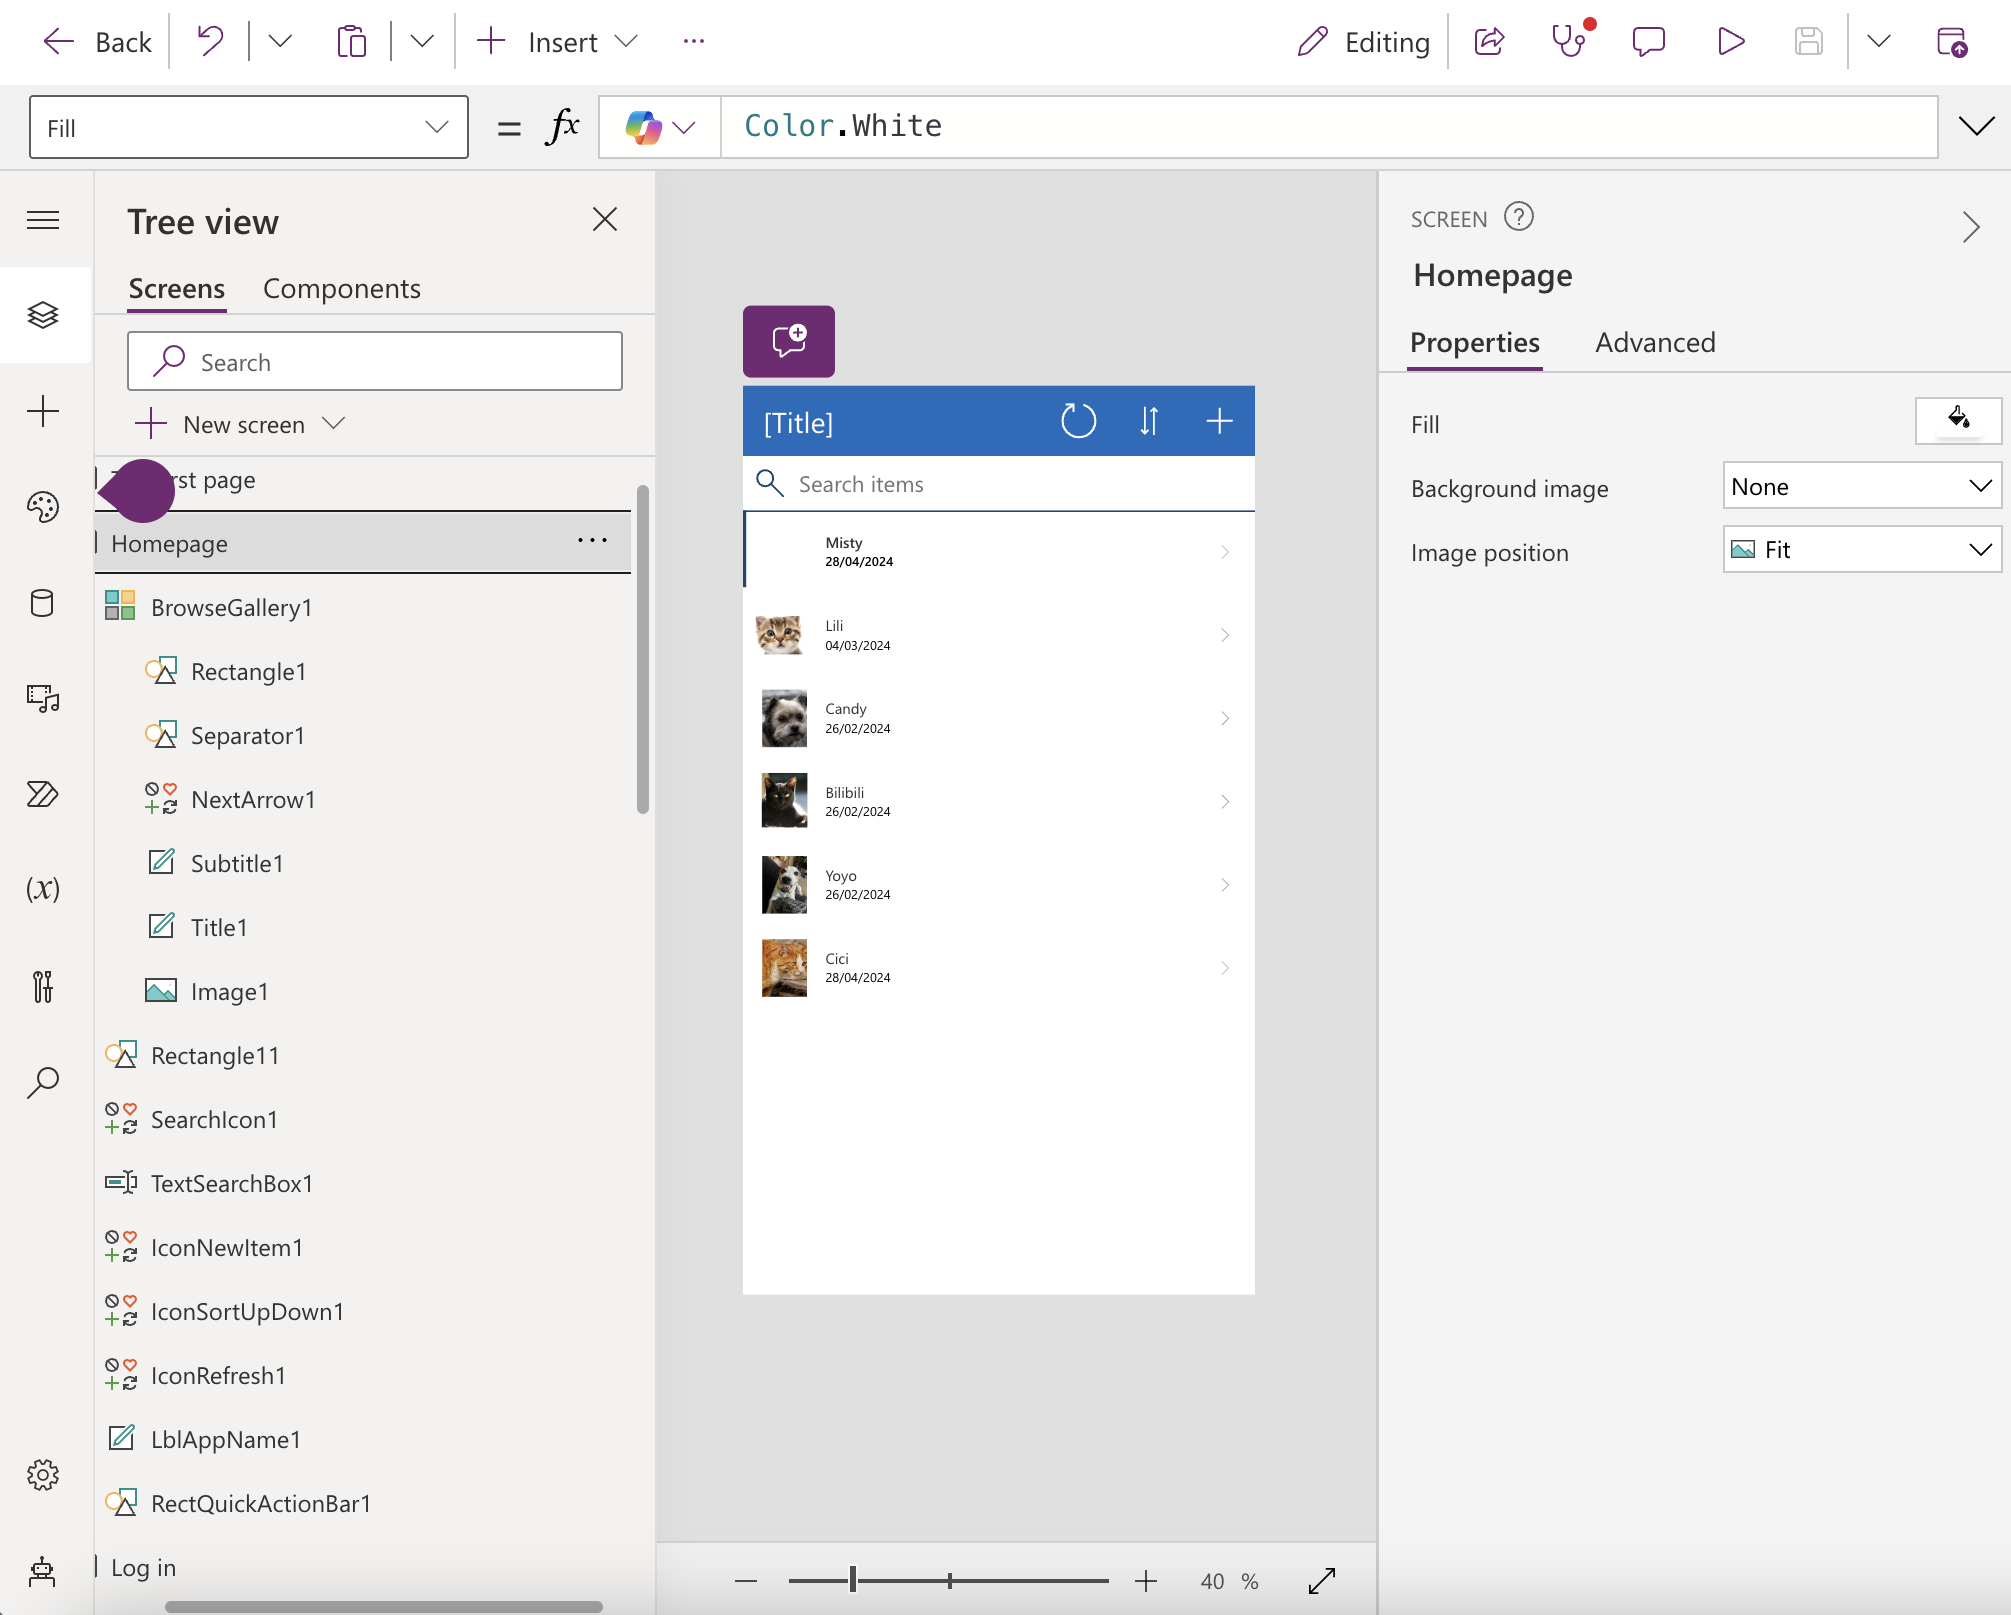 Back
Insert
Editing
Fill
= fx
Color.White
Tree view
Screens
Components
Search
New screen
rst page
Homepage
BrowseGallery1
Rectangle1
Separator1
NextArrow1
Subtitle1
Title1
Image1
Rectangle11
SearchIcon1
TextSearchBox1
IconNewItem1
IconSortUpDown1
IconRefresh1
LblAppName1
RectQuickActionBar1
Log in
(x)
[Title]
Search items
Misty
28/04/2024
Lili
04/03/2024
Candy
26/02/2024
Bilibili
26/02/2024
Yoyo
26/02/2024
Cici
28/04/2024
40 %
SCREEN
Homepage
Properties
Advanced
Fill
Background image
None
Image position
Fit